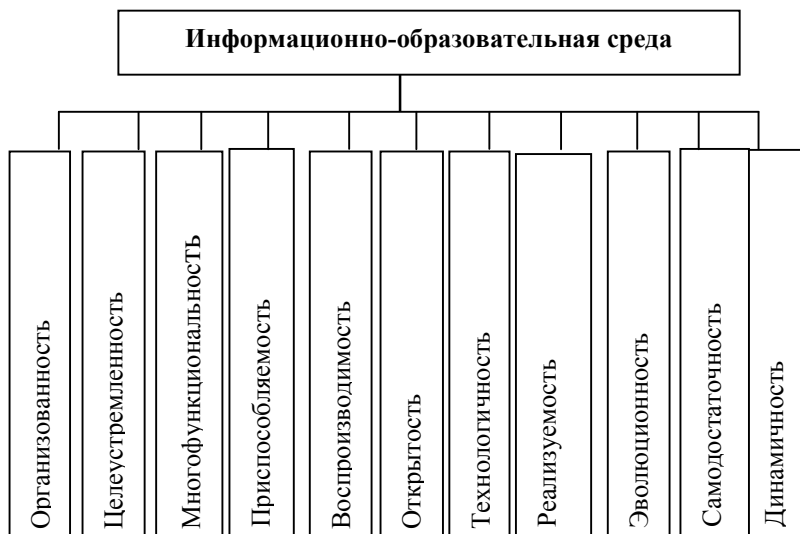 Информационно-образовательная среда
Организованность
Целеустремленность
Многофункциональность
Приспособляемость
Воспроизводимость
Открытость
Технологичность
Реализуемость
Эволюционность
Самодостаточность
Динамичность